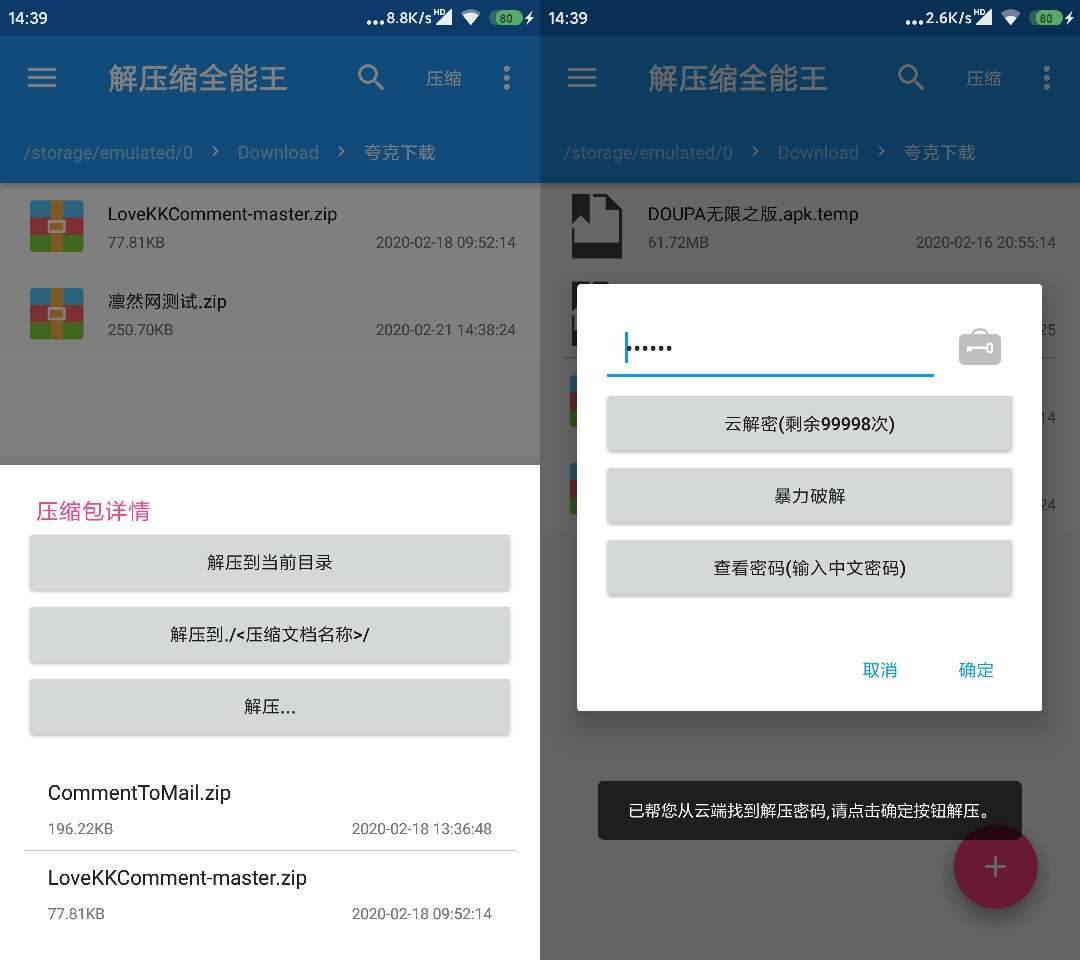 14:39
...8.8K/s HD 80
解压缩全能王
压缩
/storage/emulated/0 > Download > 夸克下载
LoveKKComment-master.zip
77.81KB
2020-02-18 09:52:14
凛然网测试.zip
250.70KB
2020-02-21 14:38:24
压缩包详情
解压到当前目录
解压到./<压缩文档名称>/
解压...
CommentToMail.zip
196.22KB
2020-02-18 13:36:48
LoveKKComment-master.zip
77.81KB
2020-02-18 09:52:14
14:39
...2.6K/s HD 80
解压缩全能王
压缩
/storage/emulated/0 > Download > 夸克下载
DOUPA无限之版.apk.temp
61.72MB
2020-02-16 20:55:14
25
14
24
••••••
云解密(剩余99998次)
暴力破解
查看密码(输入中文密码)
取消
确定
已帮您从云端找到解压密码,请点击确定按钮解压。